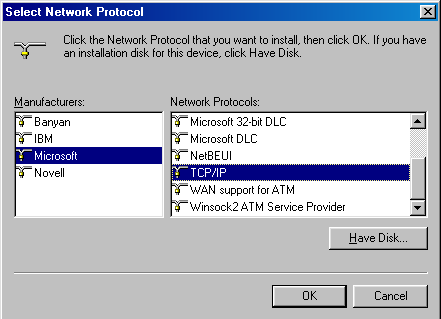 Select Network Protocol
Click the Network Protocol that you want to install, then click OK. If you have
an installation disk for this device, click Have Disk.
Manufacturers:
Banyan
IBM
Microsoft
Novell
Network Protocols:
Microsoft 32-bit DLC
Microsoft DLC
NetBEUI
TCP/IP
WAN support for ATM
Winsock2 ATM Service Provider
Have Disk...
OK
Cancel